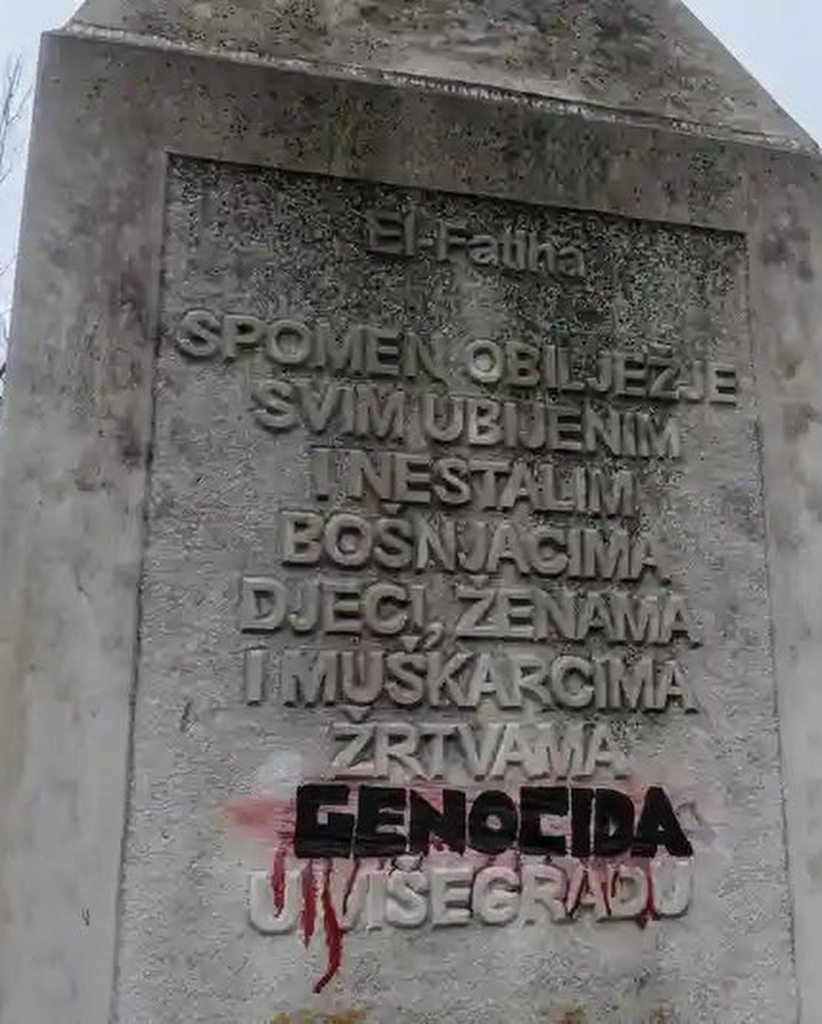 El-Fatiha
SPOMEN OBILJEŽJE
SVIM UBIJENIM
I NESTALIM
BOŠNJACIMA
DJECI, ŽENAMA
I MUŠKARCIMA
ŽRTVAMA
GENOCIDA
U VIŠEGRADU